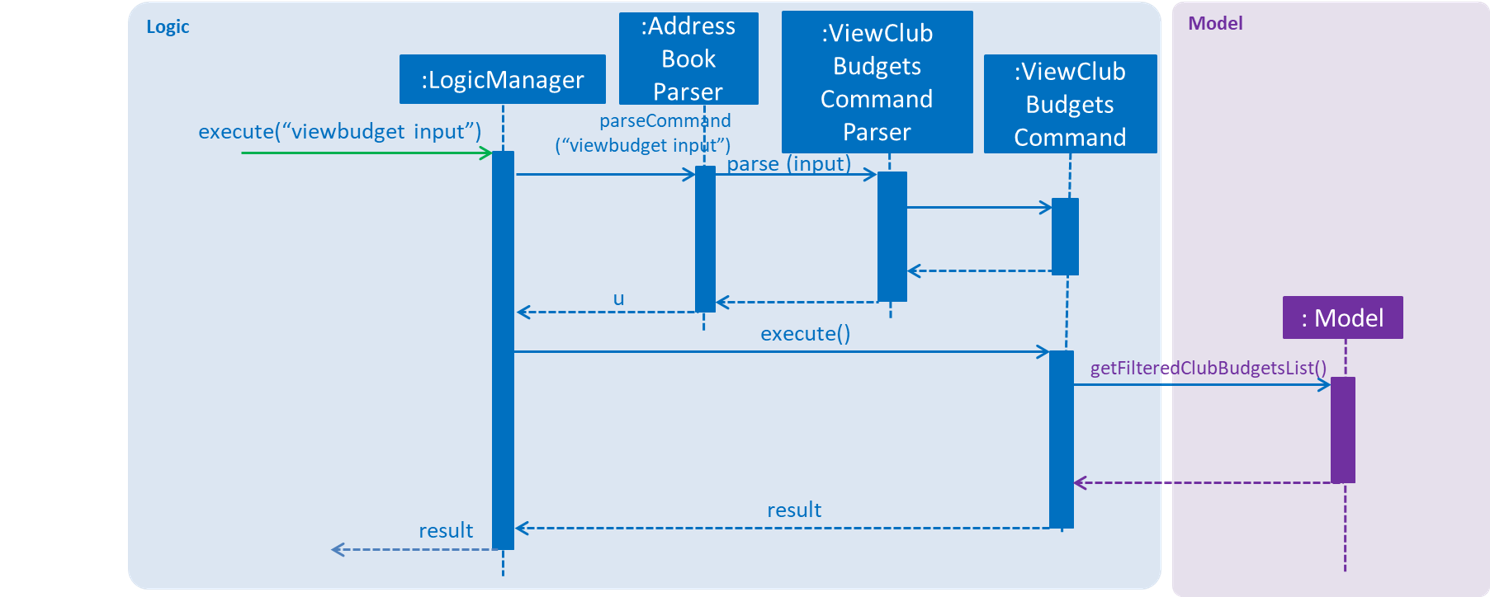 Logic
Model
:LogicManager
:Address
Book
Parser
:ViewClub
Budgets
Command
Parser
:ViewClub
Budgets
Command
execute(“viewbudget input”)
parseCommand
(“viewbudget input”)
parse (input)
u
execute()
: Model
getFilteredClubBudgetsList()
result
result